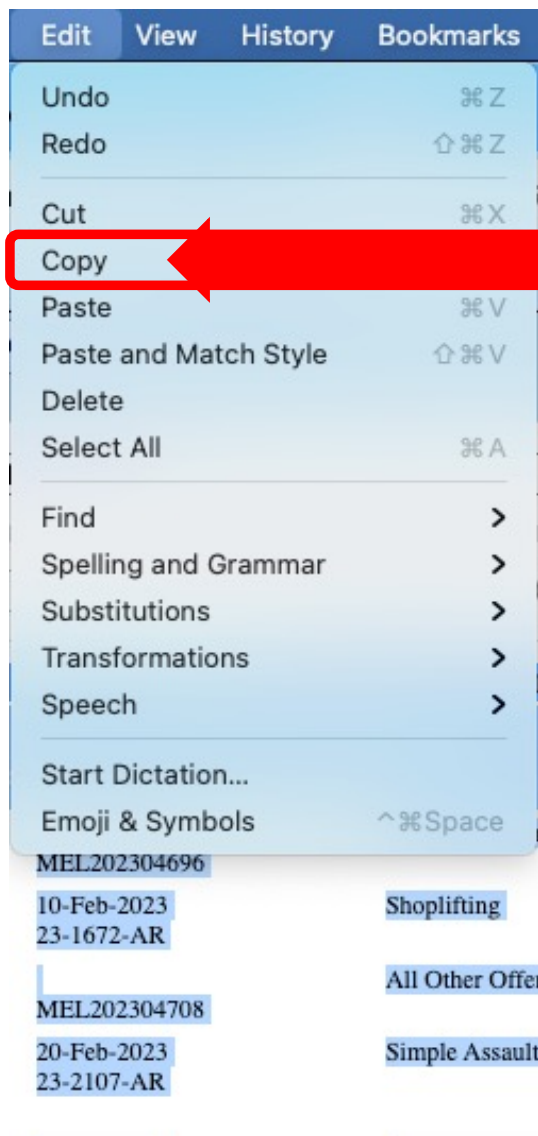 Edit View History Bookmarks
Undo ⌘Z
Redo ⇧⌘Z
Cut ⌘X
Copy
Paste ⌘V
Paste and Match Style ⇧⌘V
Delete
Select All ⌘A
Find >
Spelling and Grammar >
Substitutions >
Transformations >
Speech >
Start Dictation...
Emoji & Symbols ^⌘Space
MEL202304696
10-Feb-2023 Shoplifting
23-1672-AR
All Other Offe
MEL202304708
20-Feb-2023 Simple Assault
23-2107-AR